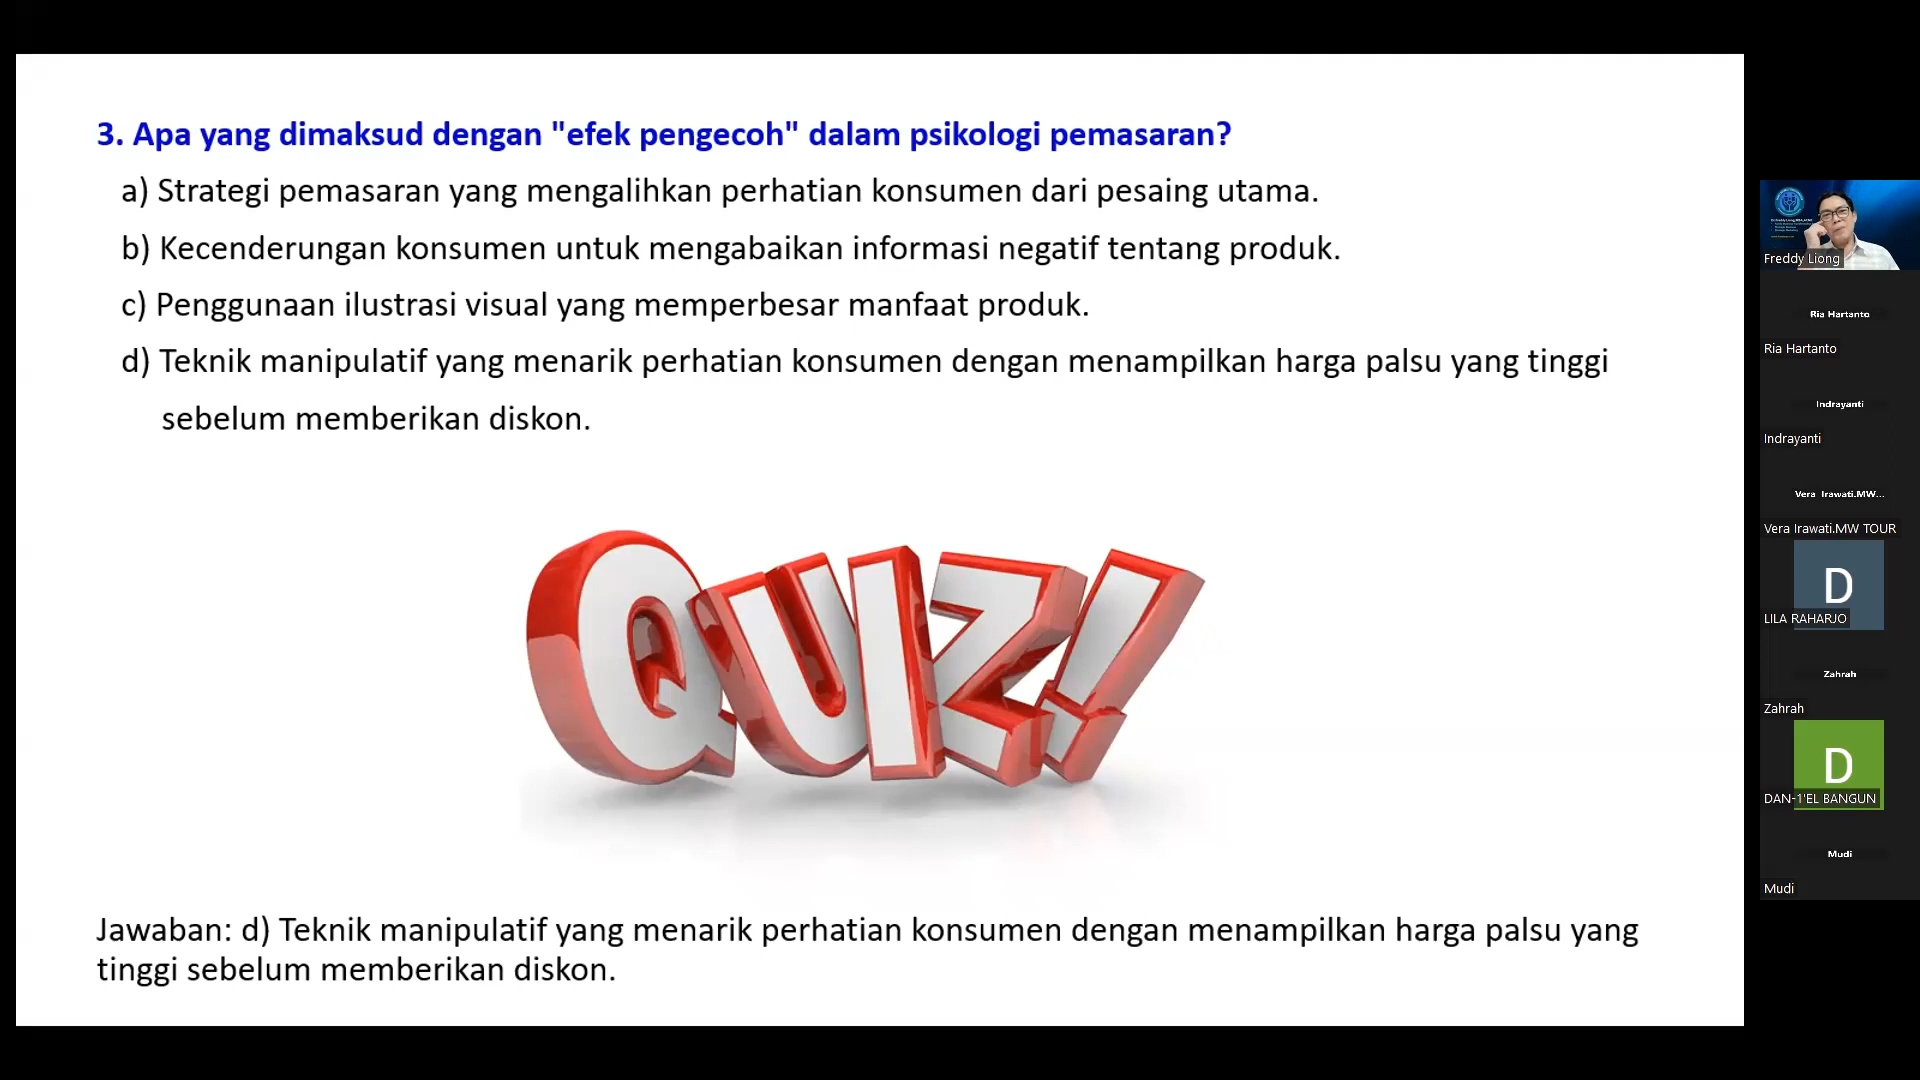 3. Apa yang dimaksud dengan "efek pengecoh" dalam psikologi pemasaran?
a) Strategi pemasaran yang mengalihkan perhatian konsumen dari pesaing utama.
b) Kecenderungan konsumen untuk mengabaikan informasi negatif tentang produk.
c) Penggunaan ilustrasi visual yang memperbesar manfaat produk.
d) Teknik manipulatif yang menarik perhatian konsumen dengan menampilkan harga palsu yang tinggi
sebelum memberikan diskon.
QUIZ!
Jawaban: d) Teknik manipulatif yang menarik perhatian konsumen dengan menampilkan harga palsu yang
tinggi sebelum memberikan diskon.
Freddy Liong
Ria Hartanto
Ria Hartanto
Indrayanti
Indrayanti
Vera Irawati.MW...
Vera Irawati.MW TOUR
D
LILA RAHARJO
Zahrah
Zahrah
D
DAN-1'EL BANGUN
Mudi
Mudi